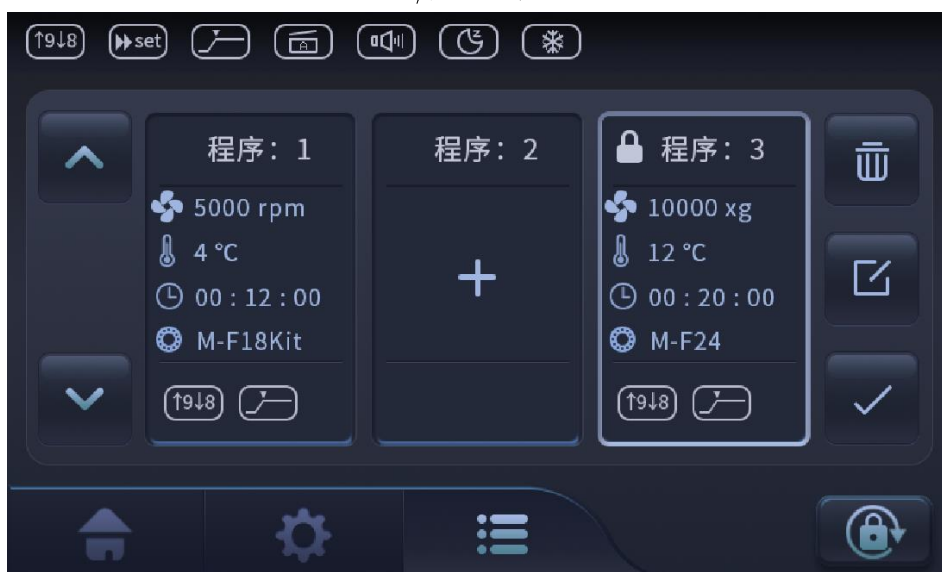 ↑9↓8 set A z
程序：1
5000 rpm
4 ℃
00 : 12 : 00
M-F18Kit
↑9↓8
程序：2
程序：3
10000 xg
12 ℃
00 : 20 : 00
M-F24
↑9↓8